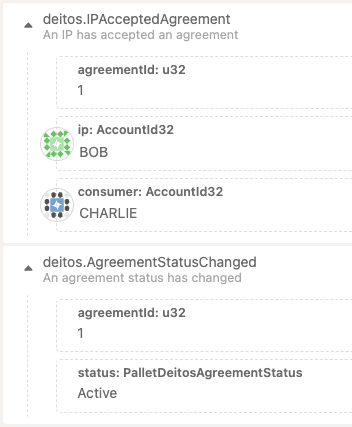 deitos.IPAcceptedAgreement
An IP has accepted an agreement
agreementId: u32
1
ip: AccountId32
BOB
consumer: AccountId32
CHARLIE
deitos.AgreementStatusChanged
An agreement status has changed
agreementId: u32
1
status: PalletDeitosAgreementStatus
Active